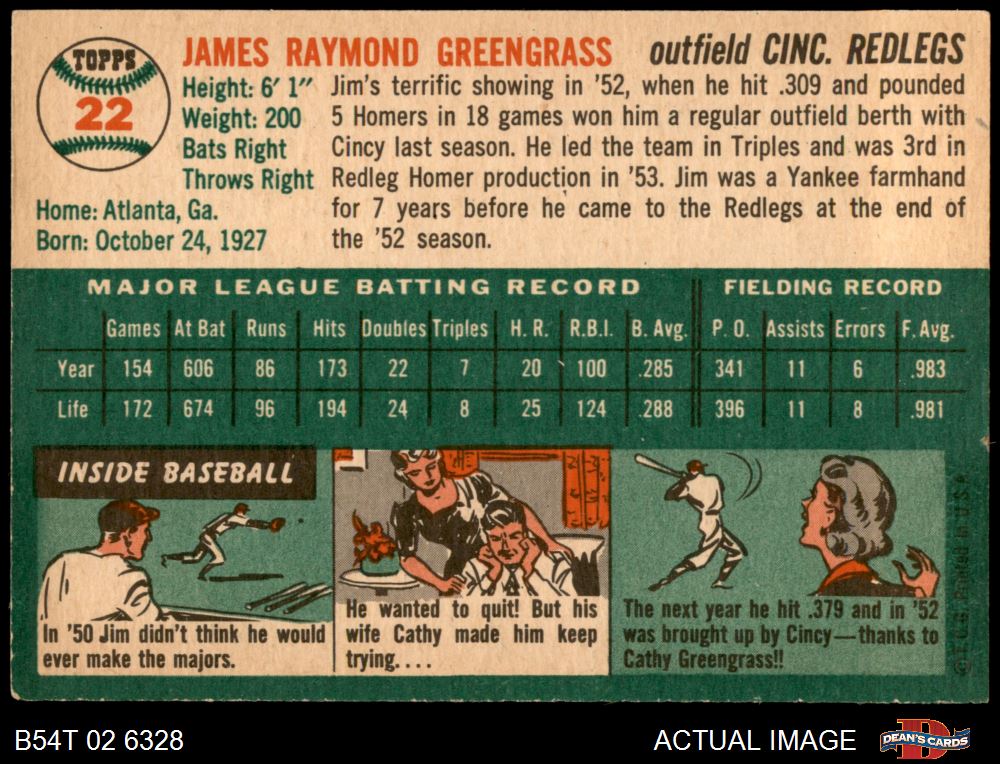 TOPPS
22
JAMES RAYMOND GREENGRASS outfield CINC. REDLEGS
Height: 6′ 1″
Weight: 200
Bats Right
Throws Right
Home: Atlanta, Ga.
Born: October 24, 1927
Jim's terrific showing in '52, when he hit .309 and pounded
5 Homers in 18 games won him a regular outfield berth with
Cincy last season. He led the team in Triples and was 3rd in
Redleg Homer production in '53. Jim was a Yankee farmhand
for 7 years before he came to the Redlegs at the end of
the '52 season.
MAJOR LEAGUE BATTING RECORD FIELDING RECORD
Games At Bat Runs Hits Doubles Triples H. R. R.B.I. B. Avg. P. O. Assists Errors F. Avg.
Year 154 606 86 173 22 7 20 100 .285 341 11 6 .983
Life 172 674 96 194 24 8 25 124 .288 396 11 8 .981
INSIDE BASEBALL
In '50 Jim didn't think he would
ever make the majors.
He wanted to quit! But his
wife Cathy made him keep
trying....
The next year he hit .379 and in '52
was brought up by Cincy—thanks to
Cathy Greengrass!!
© T.C.G. Printed in U.S.A.
B54T 02 6328
ACTUAL IMAGE
DEAN'S CARDS